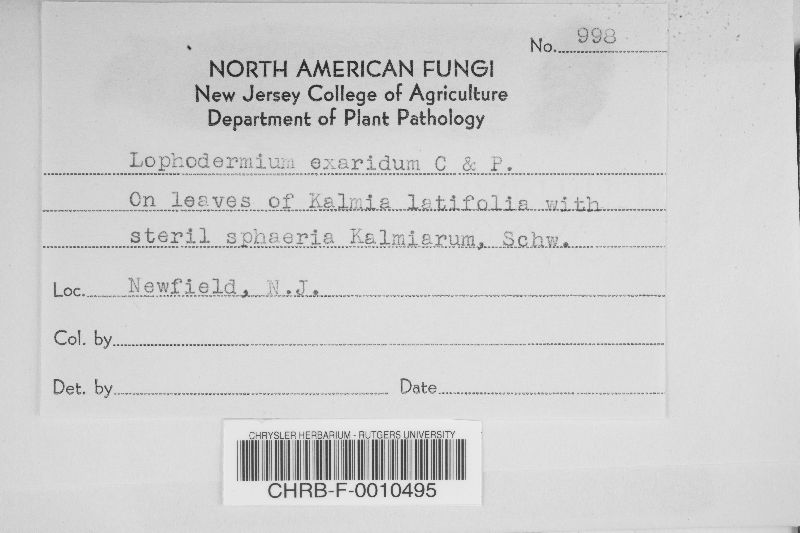 No. 998
NORTH AMERICAN FUNGI
New Jersey College of Agriculture
Department of Plant Pathology
Lophodermium exaridum C & P.
On leaves of Kalmia latifolia with
steril sphaeria Kalmiarum, Schw.
Loc. Newfield, N.J.
Col. by
Det. by Date
CHRYSLER HERBARIUM - RUTGERS UNIVERSITY
CHRB-F-0010495